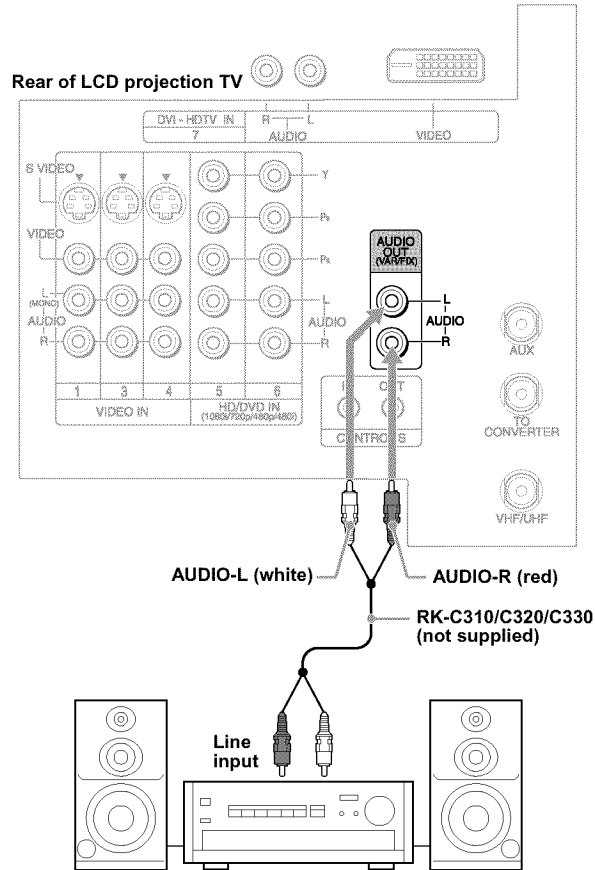 Rear of LCD projection TV
DVI - HDTV IN
7
R L
AUDIO
VIDEO
S VIDEO
VIDEO
L
(MONO)
AUDIO
R
Y
PB
PR
L
AUDIO
R
1 3 4 5 6
VIDEO IN
HD/DVD IN
(1080i/720p/480p/480i)
AUDIO
OUT
(VAR/FIX)
L
AUDIO
R
CONTROL S
AUX
TO
CONVERTER
VHF/UHF
AUDIO-L (white)
AUDIO-R (red)
RK-C310/C320/C330
(not supplied)
Line
input